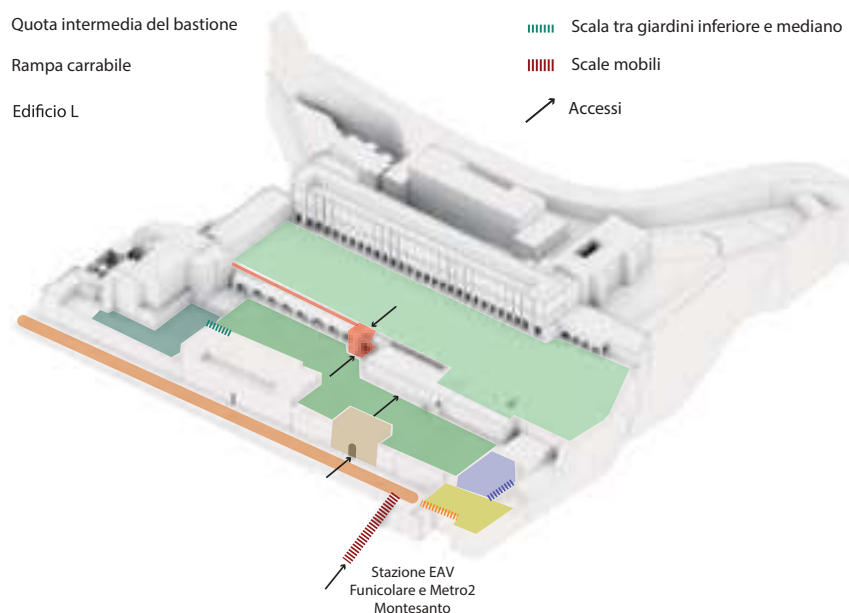 Quota intermedia del bastione
Rampa carrabile
Edificio L
Scala tra giardini inferiore e mediano
Scale mobili
Accessi
Stazione EAV
Funicolare e Metro2
Montesanto